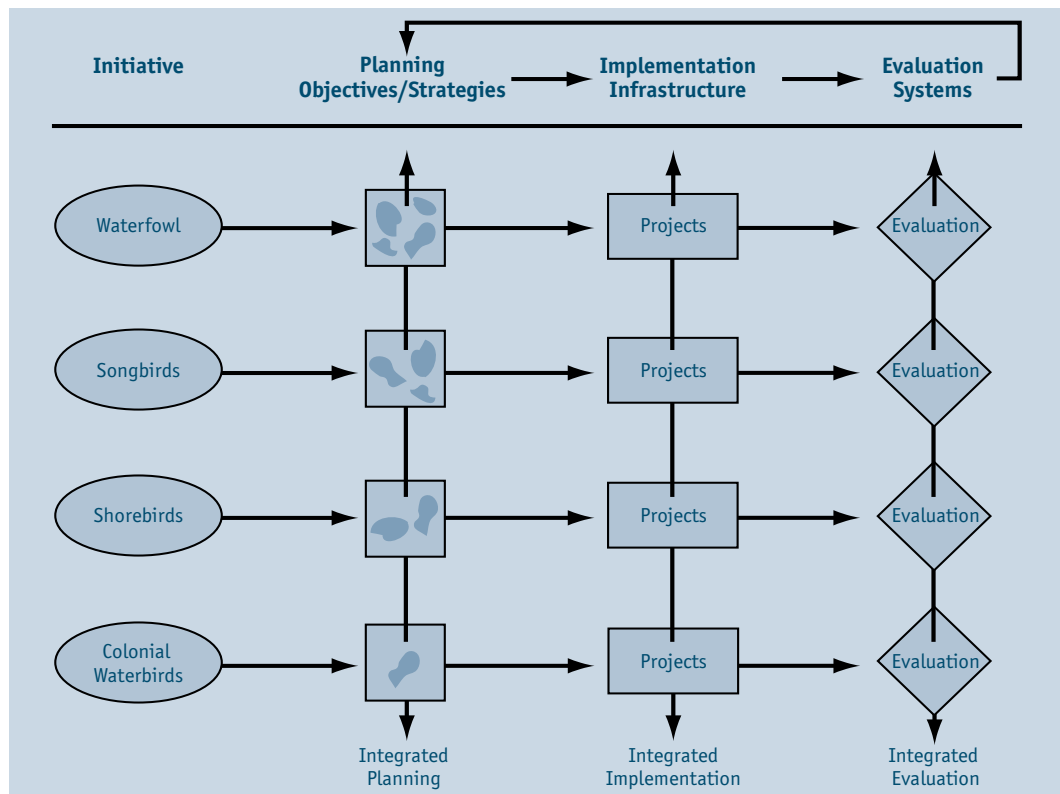 Initiative
Planning
Objectives/Strategies
Implementation
Infrastructure
Evaluation
Systems
Waterfowl
Projects
Evaluation
Songbirds
Projects
Evaluation
Shorebirds
Projects
Evaluation
Colonial
Waterbirds
Projects
Evaluation
Integrated
Planning
Integrated
Implementation
Integrated
Evaluation